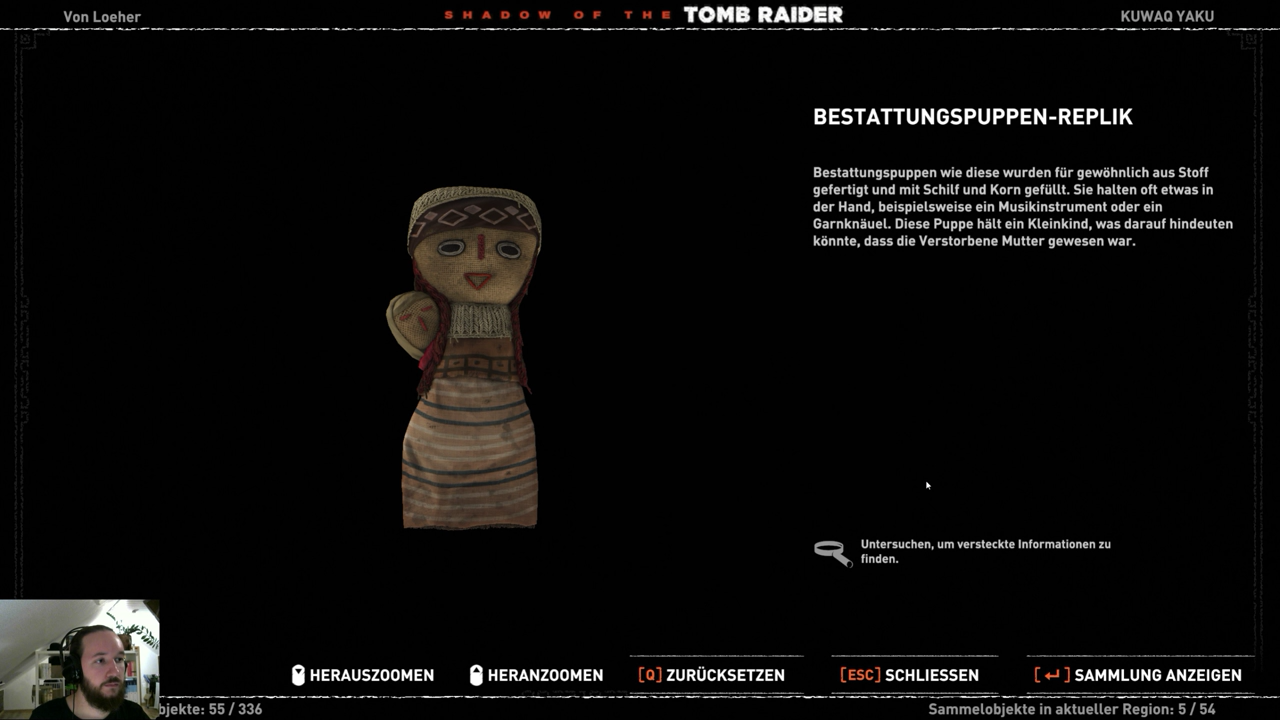 Von Loeher
SHADOW OF THE TOMB RAIDER
KUWAQ YAKU
BESTATTUNGSPUPPEN-REPLIK
Bestattungspuppen wie diese wurden für gewöhnlich aus Stoff
gefertigt und mit Schilf und Korn gefüllt. Sie halten oft etwas in
der Hand, beispielsweise ein Musikinstrument oder ein
Garnknäuel. Diese Puppe hält ein Kleinkind, was darauf hindeuten
könnte, dass die Verstorbene Mutter gewesen war.
Untersuchen, um versteckte Informationen zu
finden.
HERAUSZOOMEN
HERANZOOMEN
[Q] ZURÜCKSETZEN
[ESC] SCHLIESSEN
[↵] SAMMLUNG ANZEIGEN
bjekte: 55 / 336
Sammelobjekte in aktueller Region: 5 / 54